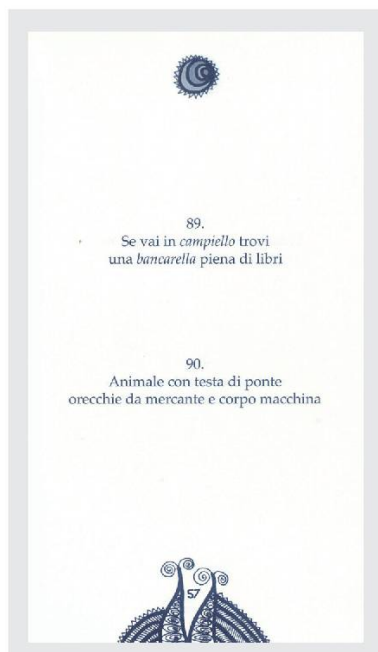 89.
Se vai in campiello trovi
una bancarella piena di libri
90.
Animale con testa di ponte
orecchie da mercante e corpo macchina
57